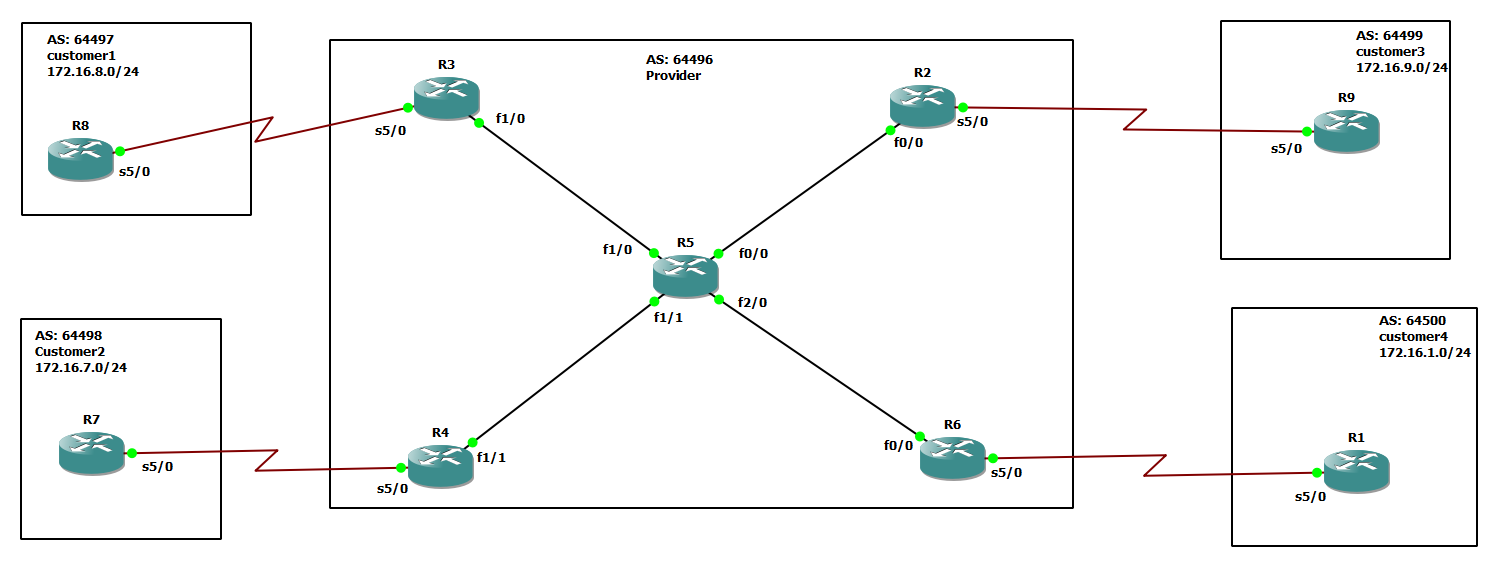 AS: 64497
customer1
172.16.8.0/24
R8
s5/0
AS: 64496
Provider
R3
s5/0
f1/0
R2
s5/0
f0/0
AS: 64499
customer3
172.16.9.0/24
R9
s5/0
R5
f1/0
f0/0
f1/1
f2/0
AS: 64498
Customer2
172.16.7.0/24
R7
s5/0
R4
f1/1
s5/0
R6
f0/0
s5/0
AS: 64500
customer4
172.16.1.0/24
R1
s5/0